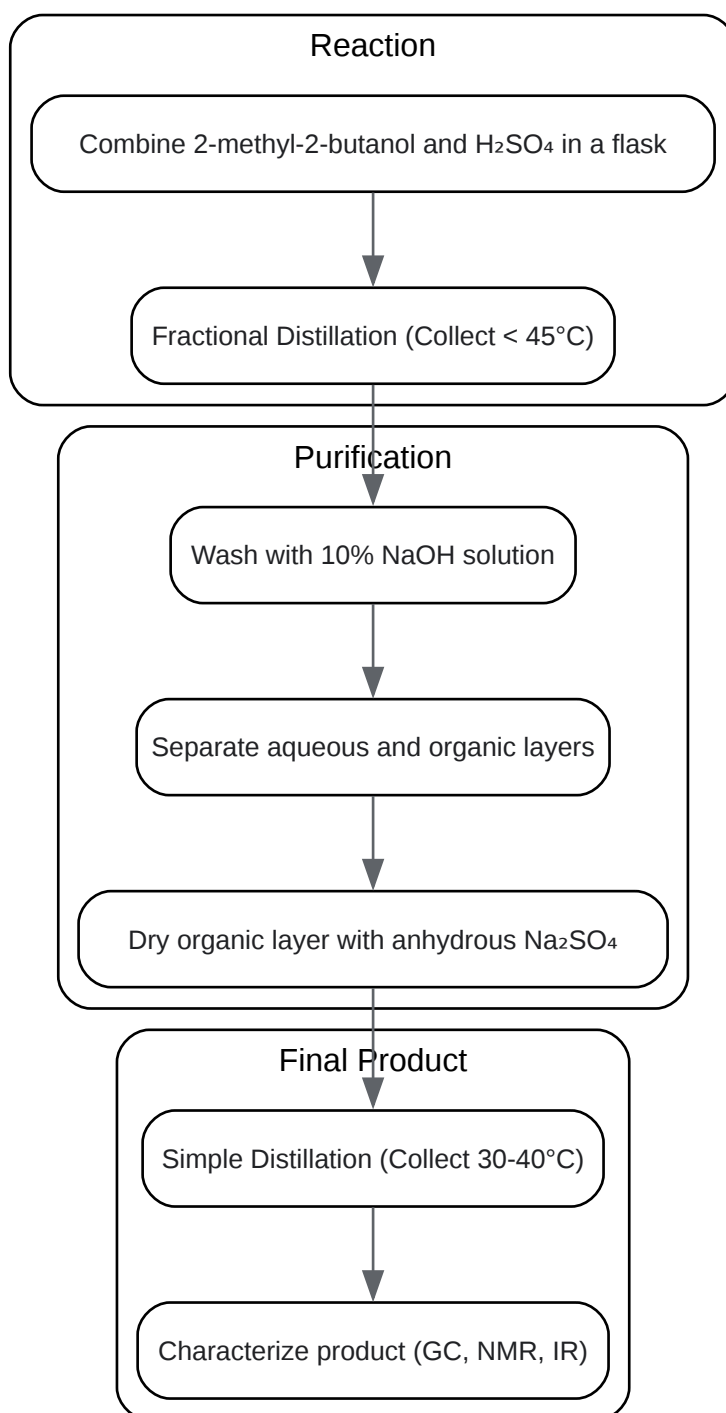 Reaction
Combine 2-methyl-2-butanol and H₂SO₄ in a flask
Fractional Distillation (Collect < 45°C)
Purification
Wash with 10% NaOH solution
Separate aqueous and organic layers
Dry organic layer with anhydrous Na₂SO₄
Final Product
Simple Distillation (Collect 30-40°C)
Characterize product (GC, NMR, IR)